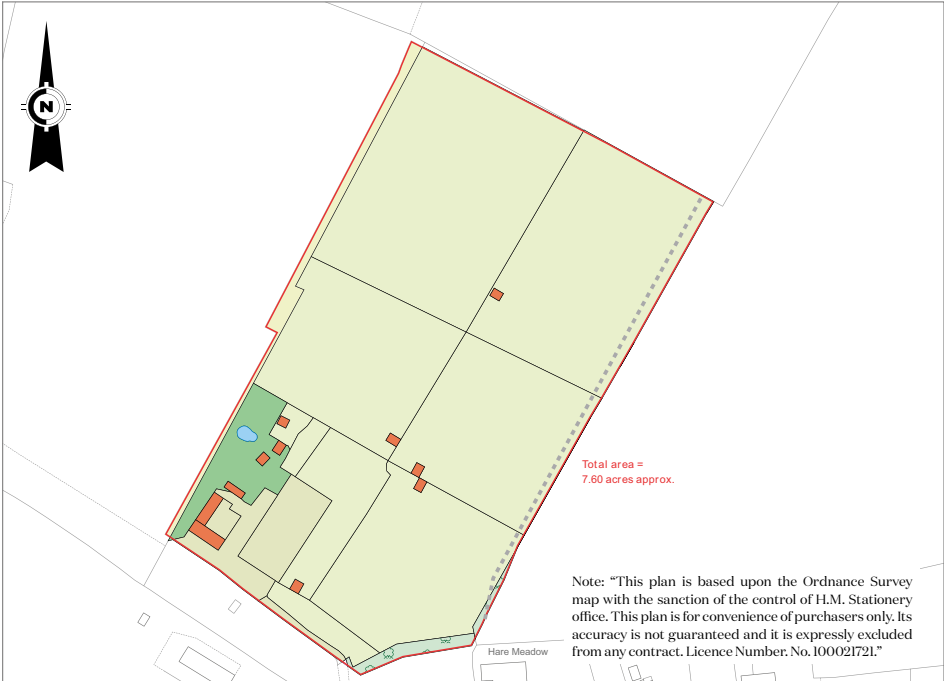 N
Total area =
7.60 acres approx.
Note: “This plan is based upon the Ordnance Survey
map with the sanction of the control of H.M. Stationery
office. This plan is for convenience of purchasers only. Its
accuracy is not guaranteed and it is expressly excluded
from any contract. Licence Number. No. 100021721.”
Hare Meadow